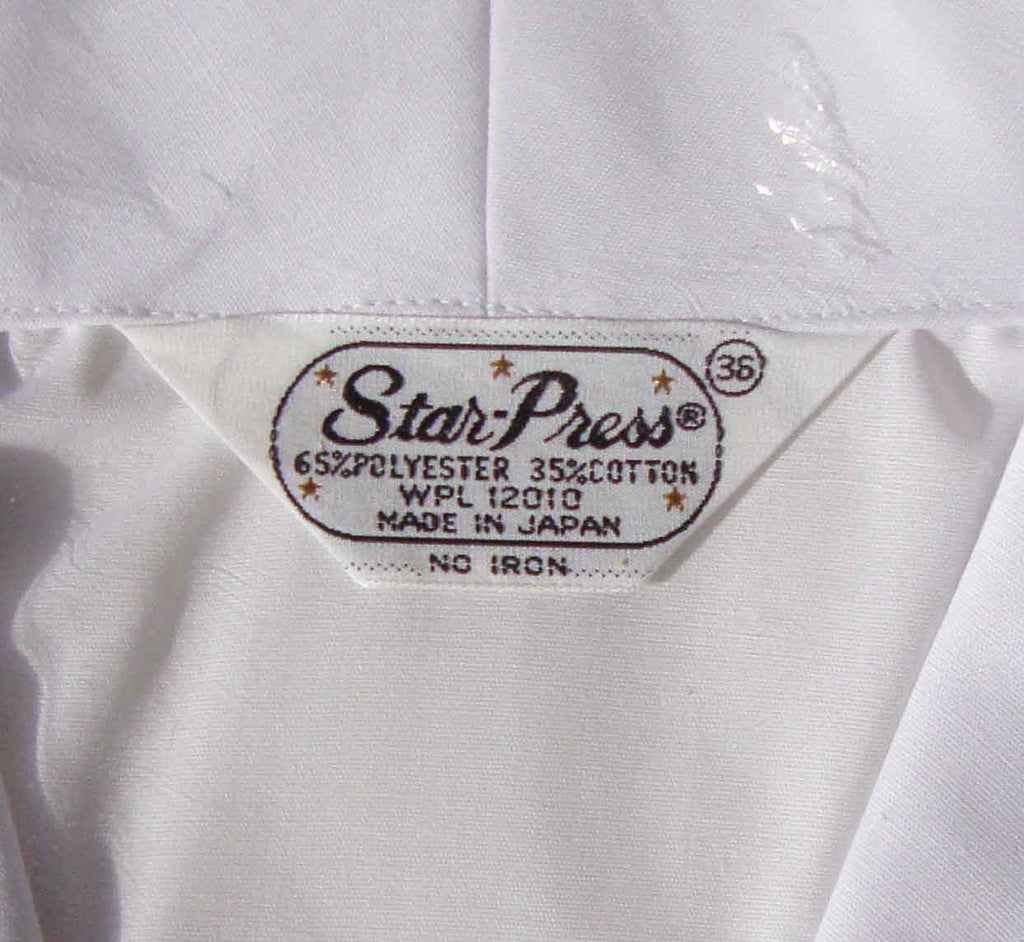 36
Star-Press®
65%POLYESTER 35%COTTON
WPL 12010
MADE IN JAPAN
NO IRON